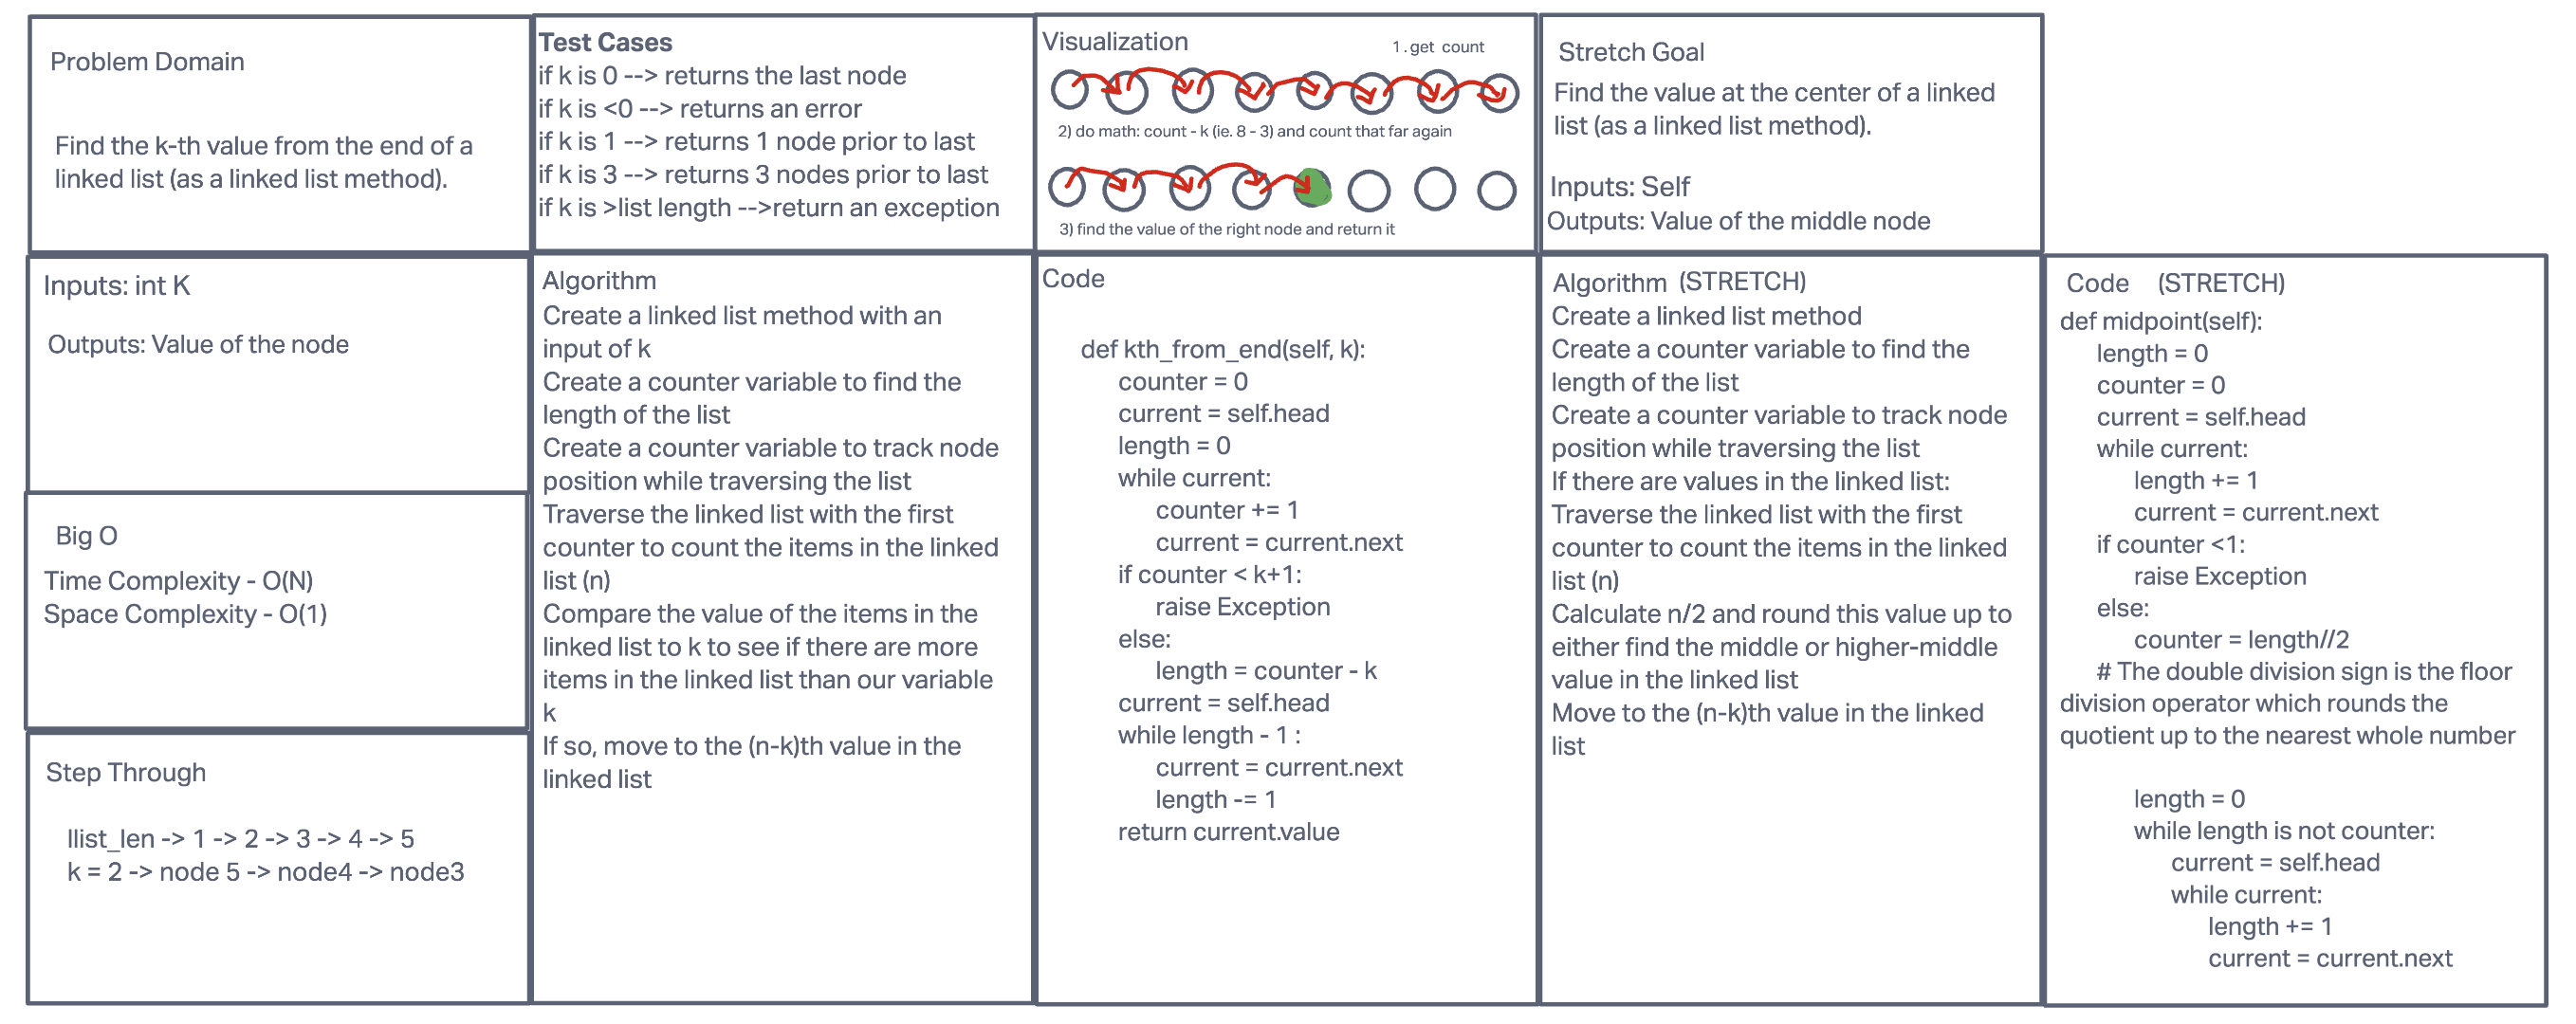 Problem Domain
Find the k-th value from the end of a
linked list (as a linked list method).
Test Cases
if k is 0 --> returns the last node
if k is <0 --> returns an error
if k is 1 --> returns 1 node prior to last
if k is 3 --> returns 3 nodes prior to last
if k is >list length -->return an exception
Visualization
1. get count
2) do math: count - k (ie. 8 - 3) and count that far again
3) find the value of the right node and return it
Stretch Goal
Find the value at the center of a linked
list (as a linked list method).
Inputs: Self
Outputs: Value of the middle node
Inputs: int K
Outputs: Value of the node
Big O
Time Complexity - O(N)
Space Complexity - O(1)
Step Through
llist_len -> 1 -> 2 -> 3 -> 4 -> 5
k = 2 -> node 5 -> node4 -> node3
Algorithm
Create a linked list method with an
input of k
Create a counter variable to find the
length of the list
Create a counter variable to track node
position while traversing the list
Traverse the linked list with the first
counter to count the items in the linked
list (n)
Compare the value of the items in the
linked list to k to see if there are more
items in the linked list than our variable
k
If so, move to the (n-k)th value in the
linked list
Code
def kth_from_end(self, k):
counter = 0
current = self.head
length = 0
while current:
counter += 1
current = current.next
if counter < k+1:
raise Exception
else:
length = counter - k
current = self.head
while length - 1 :
current = current.next
length -= 1
return current.value
Algorithm (STRETCH)
Create a linked list method
Create a counter variable to find the
length of the list
Create a counter variable to track node
position while traversing the list
If there are values in the linked list:
Traverse the linked list with the first
counter to count the items in the linked
list (n)
Calculate n/2 and round this value up to
either find the middle or higher-middle
value in the linked list
Move to the (n-k)th value in the linked
list
Code (STRETCH)
def midpoint(self):
length = 0
counter = 0
current = self.head
while current:
length += 1
current = current.next
if counter <1:
raise Exception
else:
counter = length//2
# The double division sign is the floor
division operator which rounds the
quotient up to the nearest whole number
length = 0
while length is not counter:
current = self.head
while current:
length += 1
current = current.next